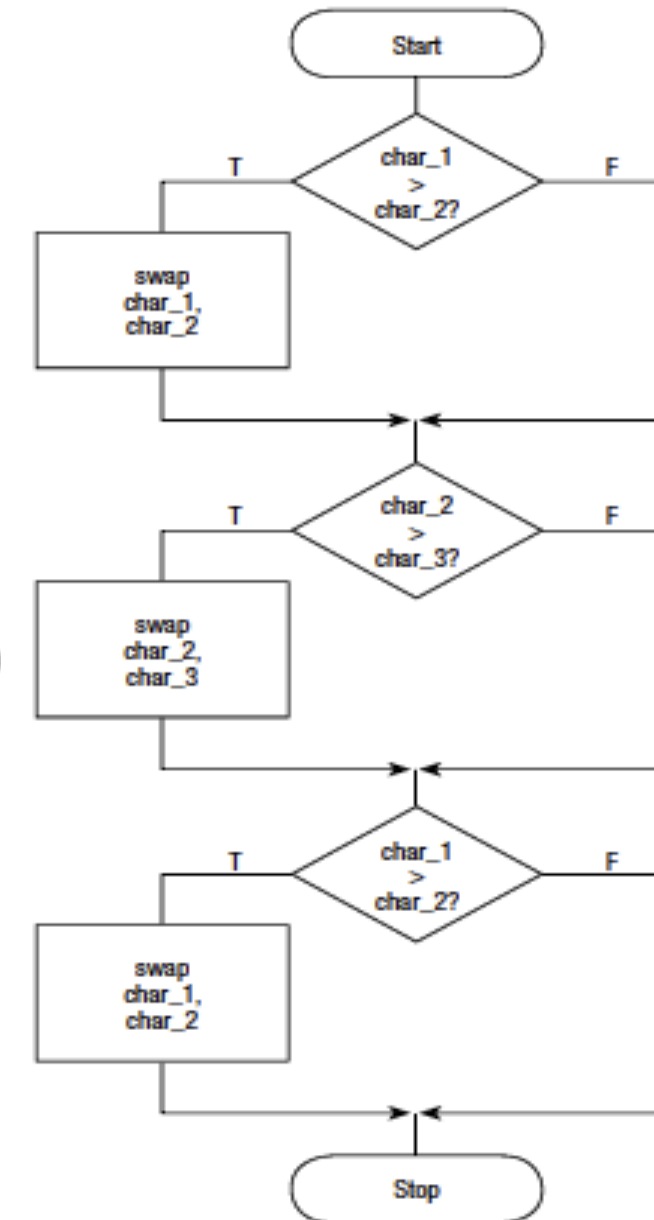 Start
T
char_1
>
char_2?
F
swap
char_1,
char_2
T
char_2
>
char_3?
F
swap
char_2,
char_3
T
char_1
>
char_2?
F
swap
char_1,
char_2
Stop